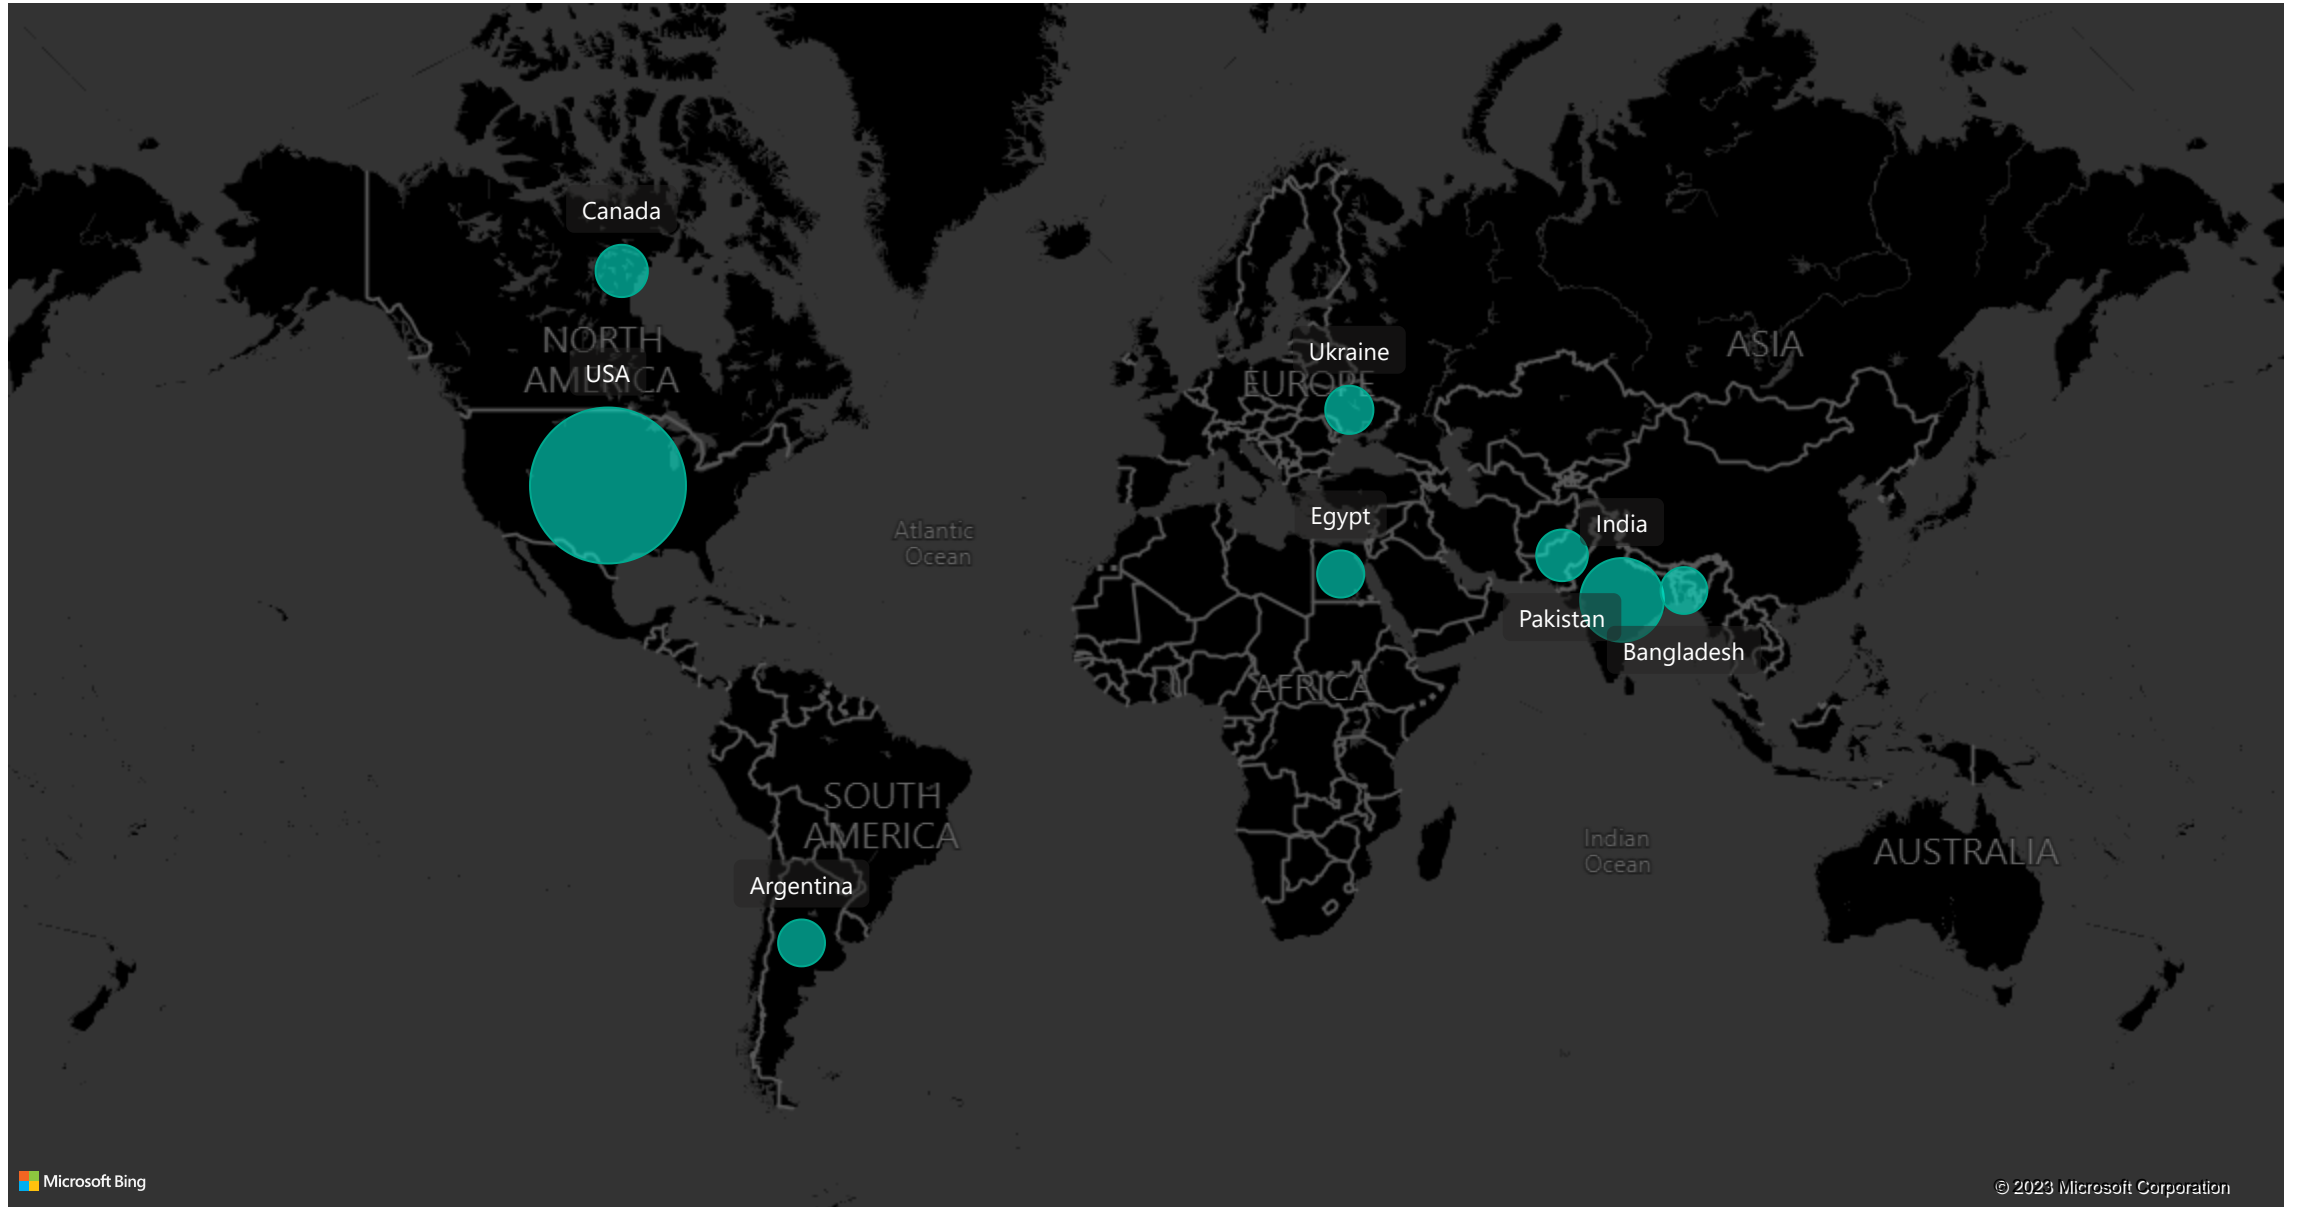 Canada
NORTH
AMERICA
USA
Ukraine
EUROPE
ASIA
Atlantic
Ocean
Egypt
India
Pakistan
Bangladesh
AFRICA
SOUTH
AMERICA
Argentina
Indian
Ocean
AUSTRALIA
Microsoft Bing
© 2023 Microsoft Corporation